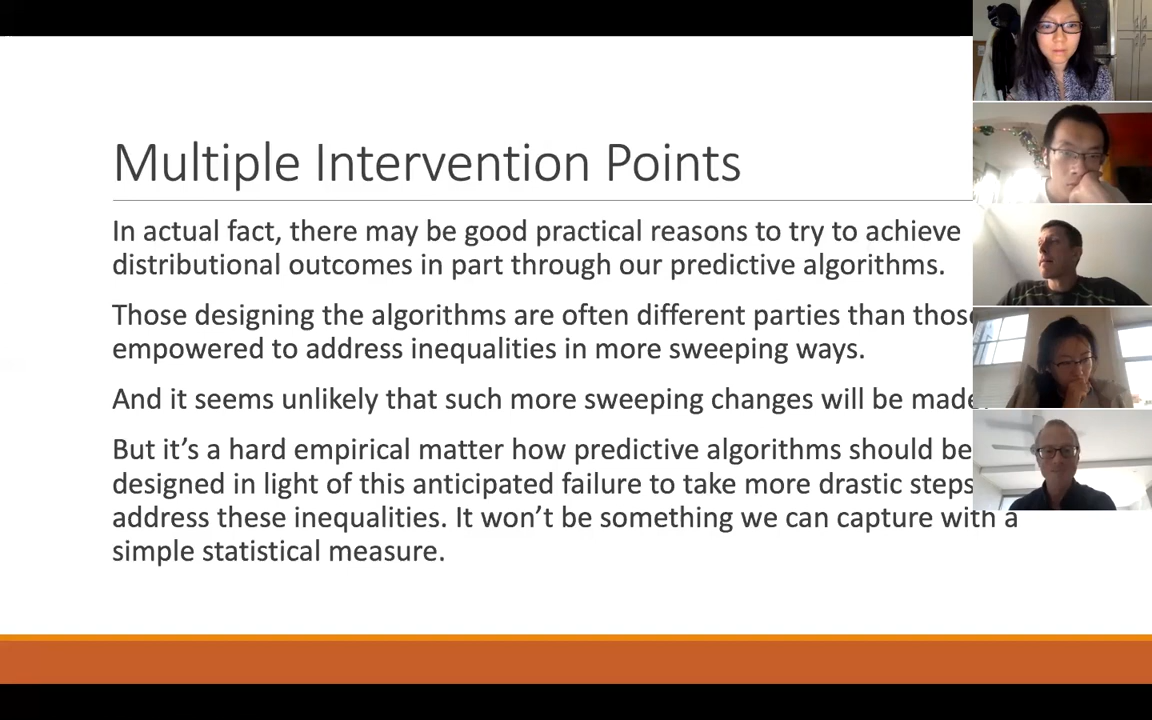 Multiple Intervention Points
In actual fact, there may be good practical reasons to try to achieve
distributional outcomes in part through our predictive algorithms.
Those designing the algorithms are often different parties than those
empowered to address inequalities in more sweeping ways.
And it seems unlikely that such more sweeping changes will be made.
But it’s a hard empirical matter how predictive algorithms should be
designed in light of this anticipated failure to take more drastic steps
address these inequalities. It won’t be something we can capture with a
simple statistical measure.